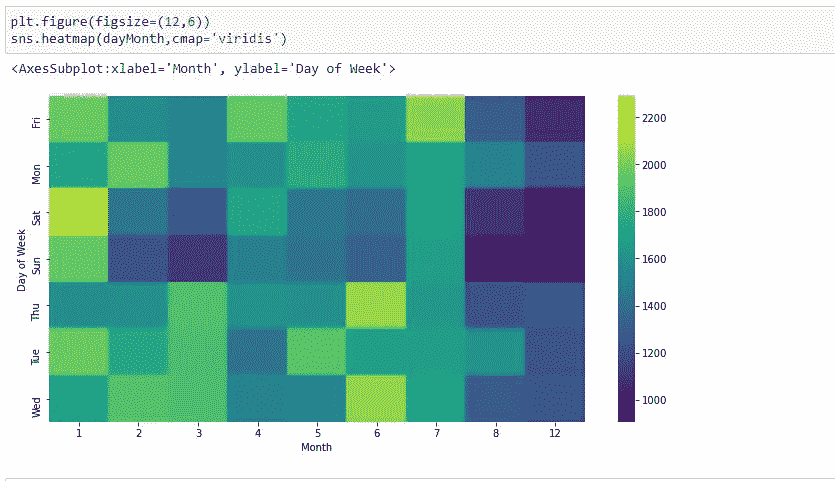 plt.figure(figsize=(12,6))
sns.heatmap(dayMonth,cmap='viridis')
<AxesSubplot:xlabel='Month', ylabel='Day of Week'>
Fri
Mon
Sat
Sun
Thu
Tue
Wed
Day of Week
1 2 3 4 5 6 7 8 12
Month
2200
2000
1800
1600
1400
1200
1000